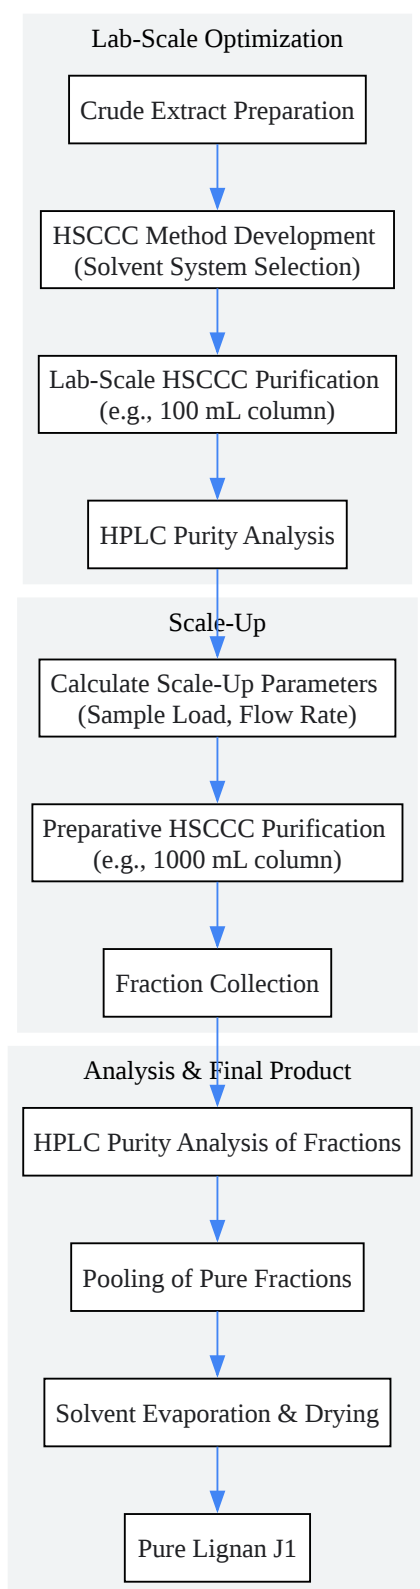 Lab-Scale Optimization
Crude Extract Preparation
HSCCC Method Development
(Solvent System Selection)
Lab-Scale HSCCC Purification
(e.g., 100 mL column)
HPLC Purity Analysis
Scale-Up
Calculate Scale-Up Parameters
(Sample Load, Flow Rate)
Preparative HSCCC Purification
(e.g., 1000 mL column)
Fraction Collection
Analysis & Final Product
HPLC Purity Analysis of Fractions
Pooling of Pure Fractions
Solvent Evaporation & Drying
Pure Lignan J1